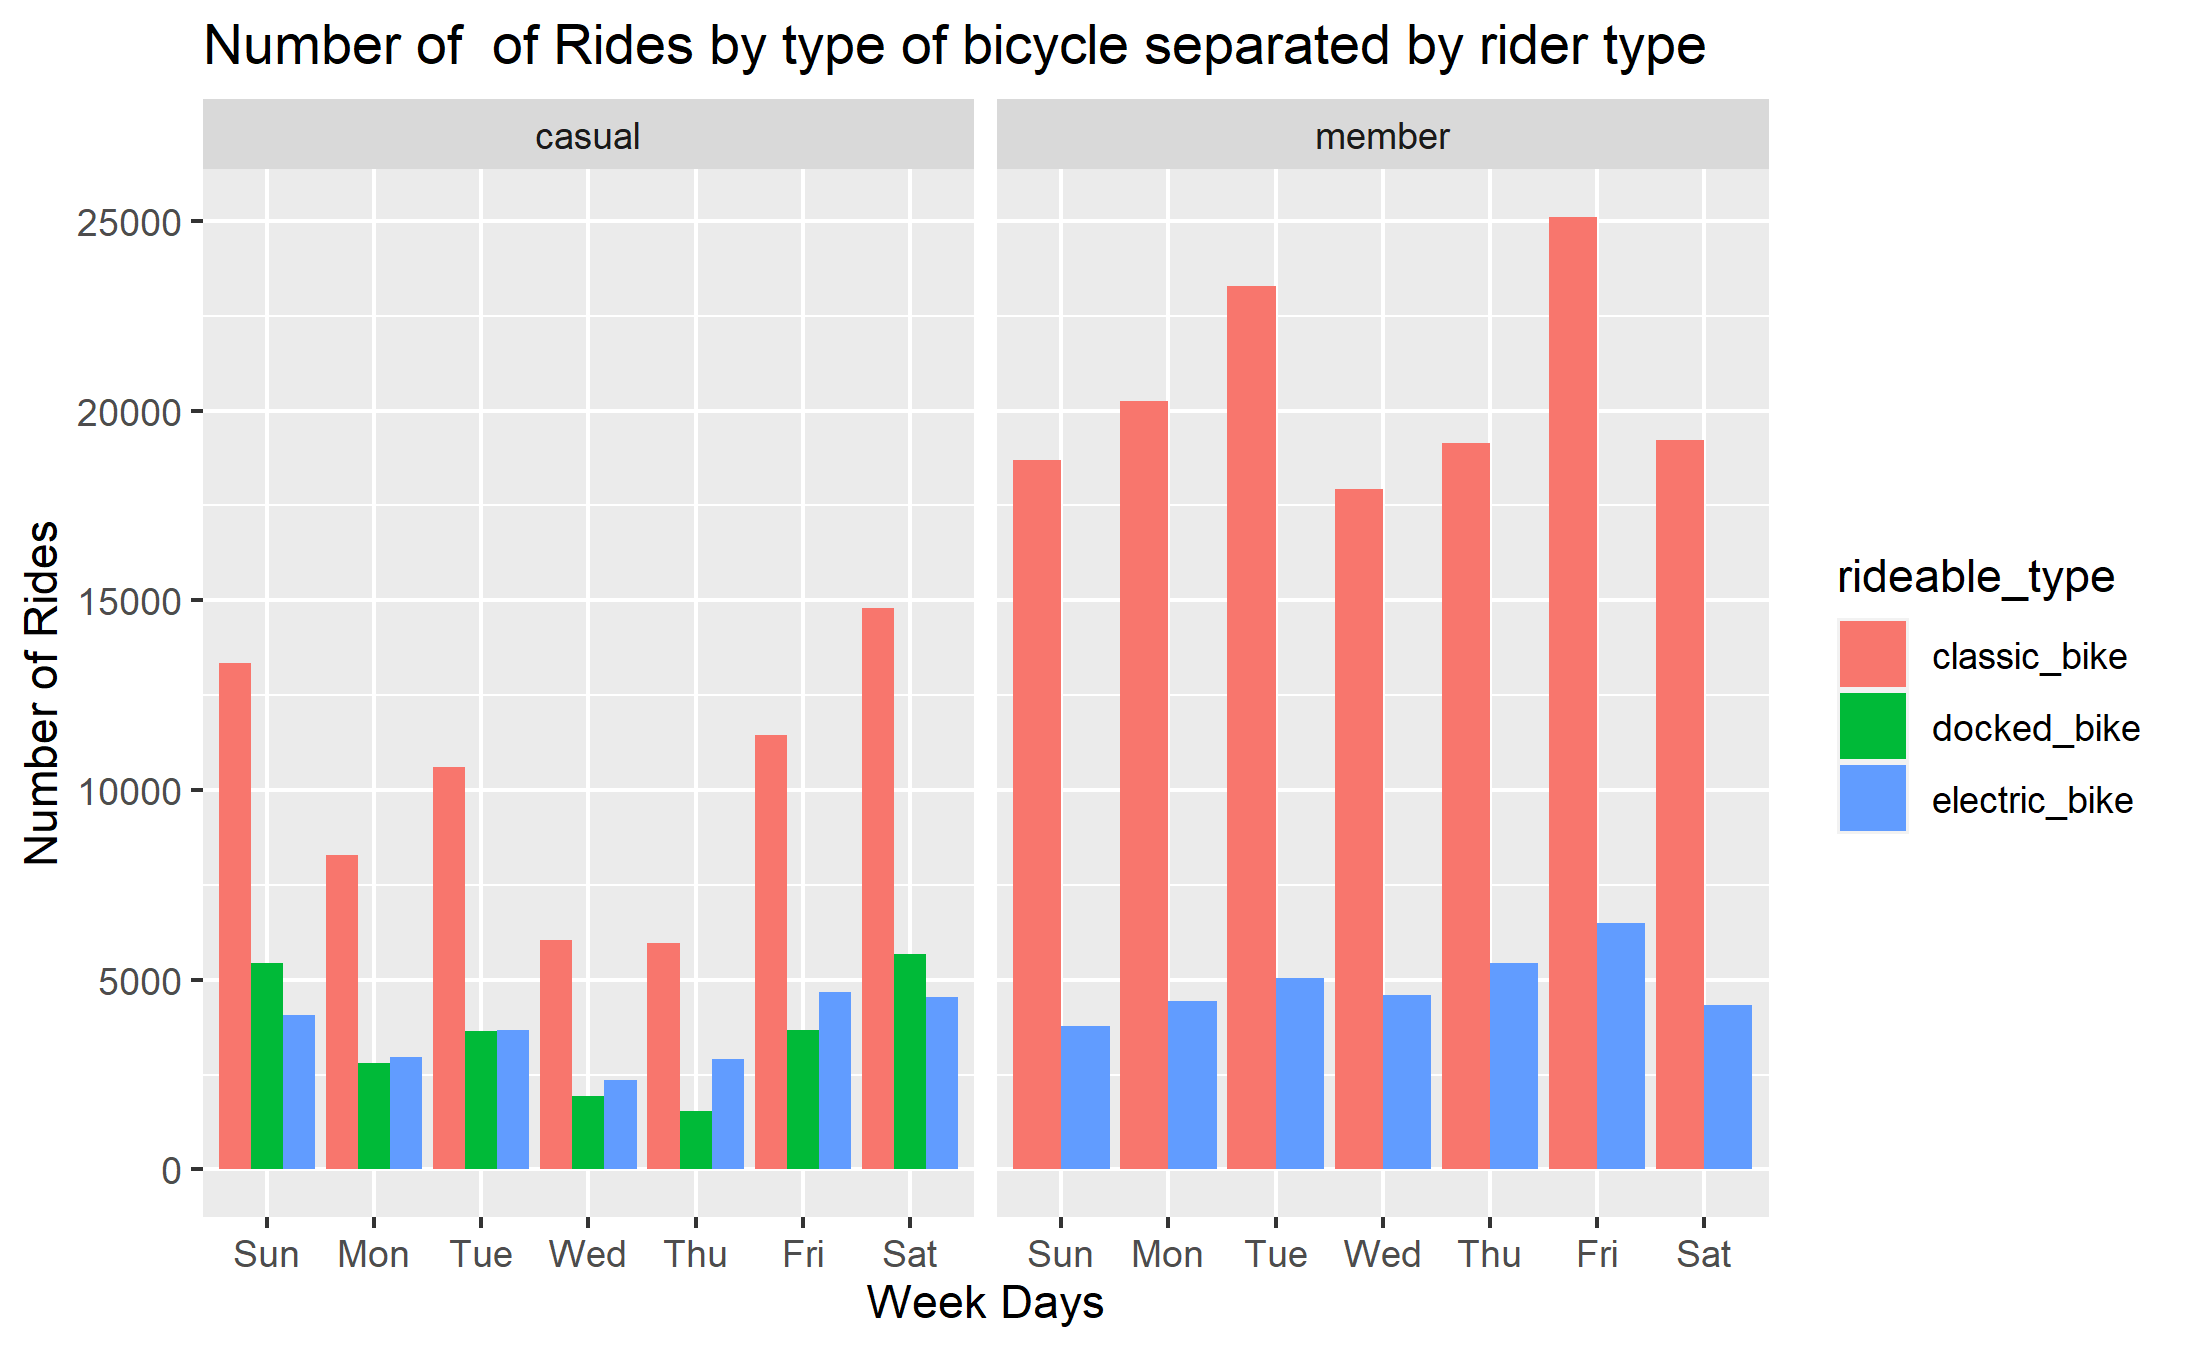 Number of  of Rides by type of bicycle separated by rider type
casual
member
25000
20000
15000
10000
5000
0
Number of Rides
Sun Mon Tue Wed Thu Fri Sat
Sun Mon Tue Wed Thu Fri Sat
Week Days
rideable_type
classic_bike
docked_bike
electric_bike